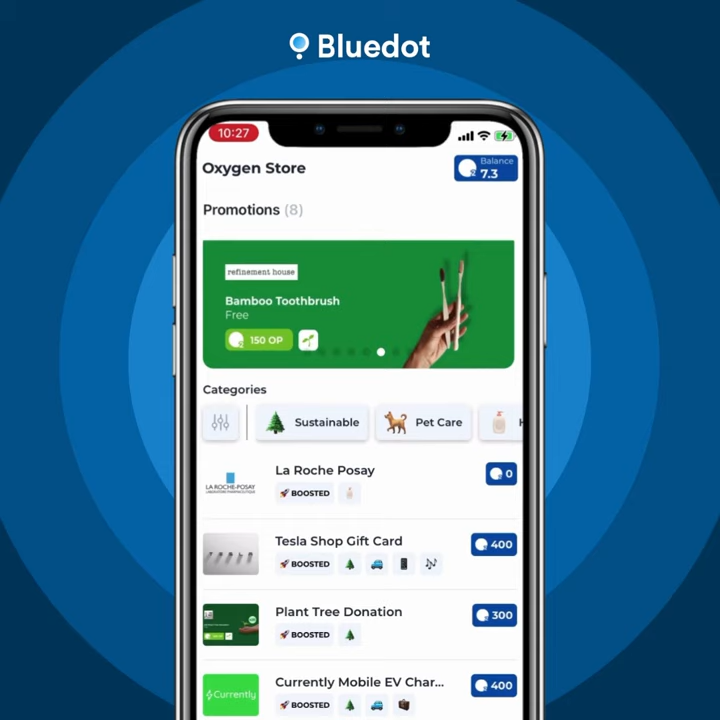 Bluedot
10:27
Oxygen Store
Balance
7.3
Promotions (8)
refinement house
Bamboo Toothbrush
Free
150 OP
Categories
Sustainable
Pet Care
H
La Roche Posay
0
LA ROCHE-POSAY
LABORATOIRE PHARMACEUTIQUE
BOOSTED
Tesla Shop Gift Card
400
BOOSTED
Plant Tree Donation
300
BOOSTED
Currently Mobile EV Char...
400
Currently
BOOSTED